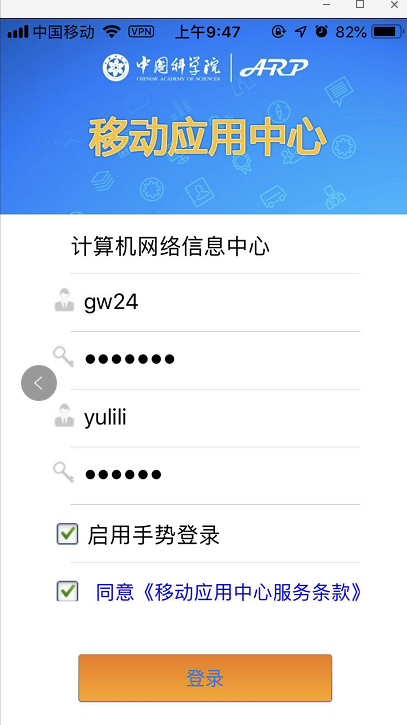 中国移动 VPN 上午9:47 82%
中国科学院 ARP
CHINESE ACADEMY OF SCIENCES
移动应用中心
计算机网络信息中心
gw24
●●●●●●●
yulili
●●●●●●
启用手势登录
同意《移动应用中心服务条款》
登录